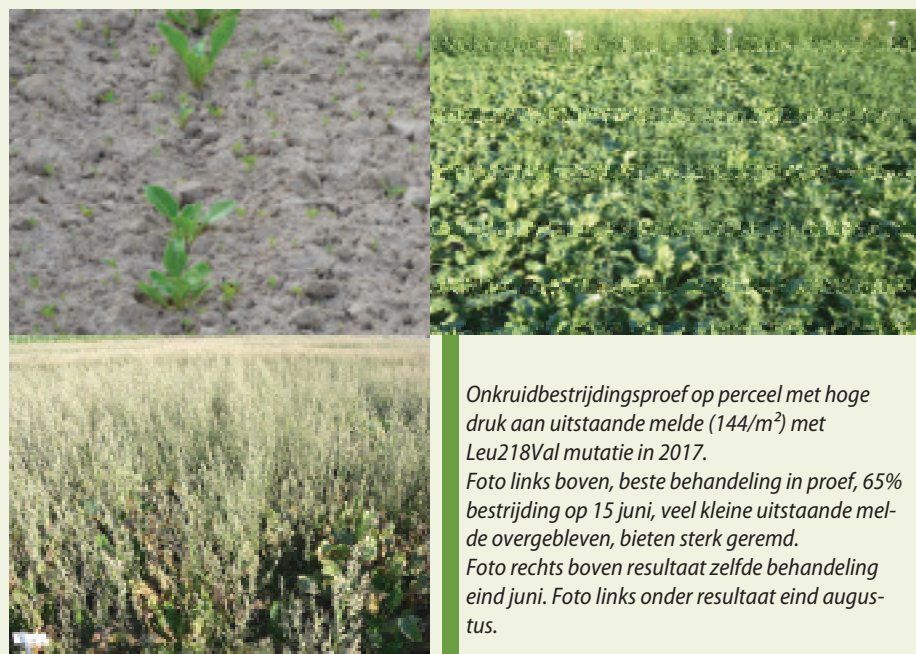 Onkruidbestrijdingsproef op perceel met hoge
druk aan uitstaande melde (144/m²) met
Leu218Val mutatie in 2017.
Foto links boven, beste behandeling in proef, 65%
bestrijding op 15 juni, veel kleine uitstaande mel-
de overgebleven, bieten sterk geremd.
Foto rechts boven resultaat zelfde behandeling
eind juni. Foto links onder resultaat eind augus-
tus.